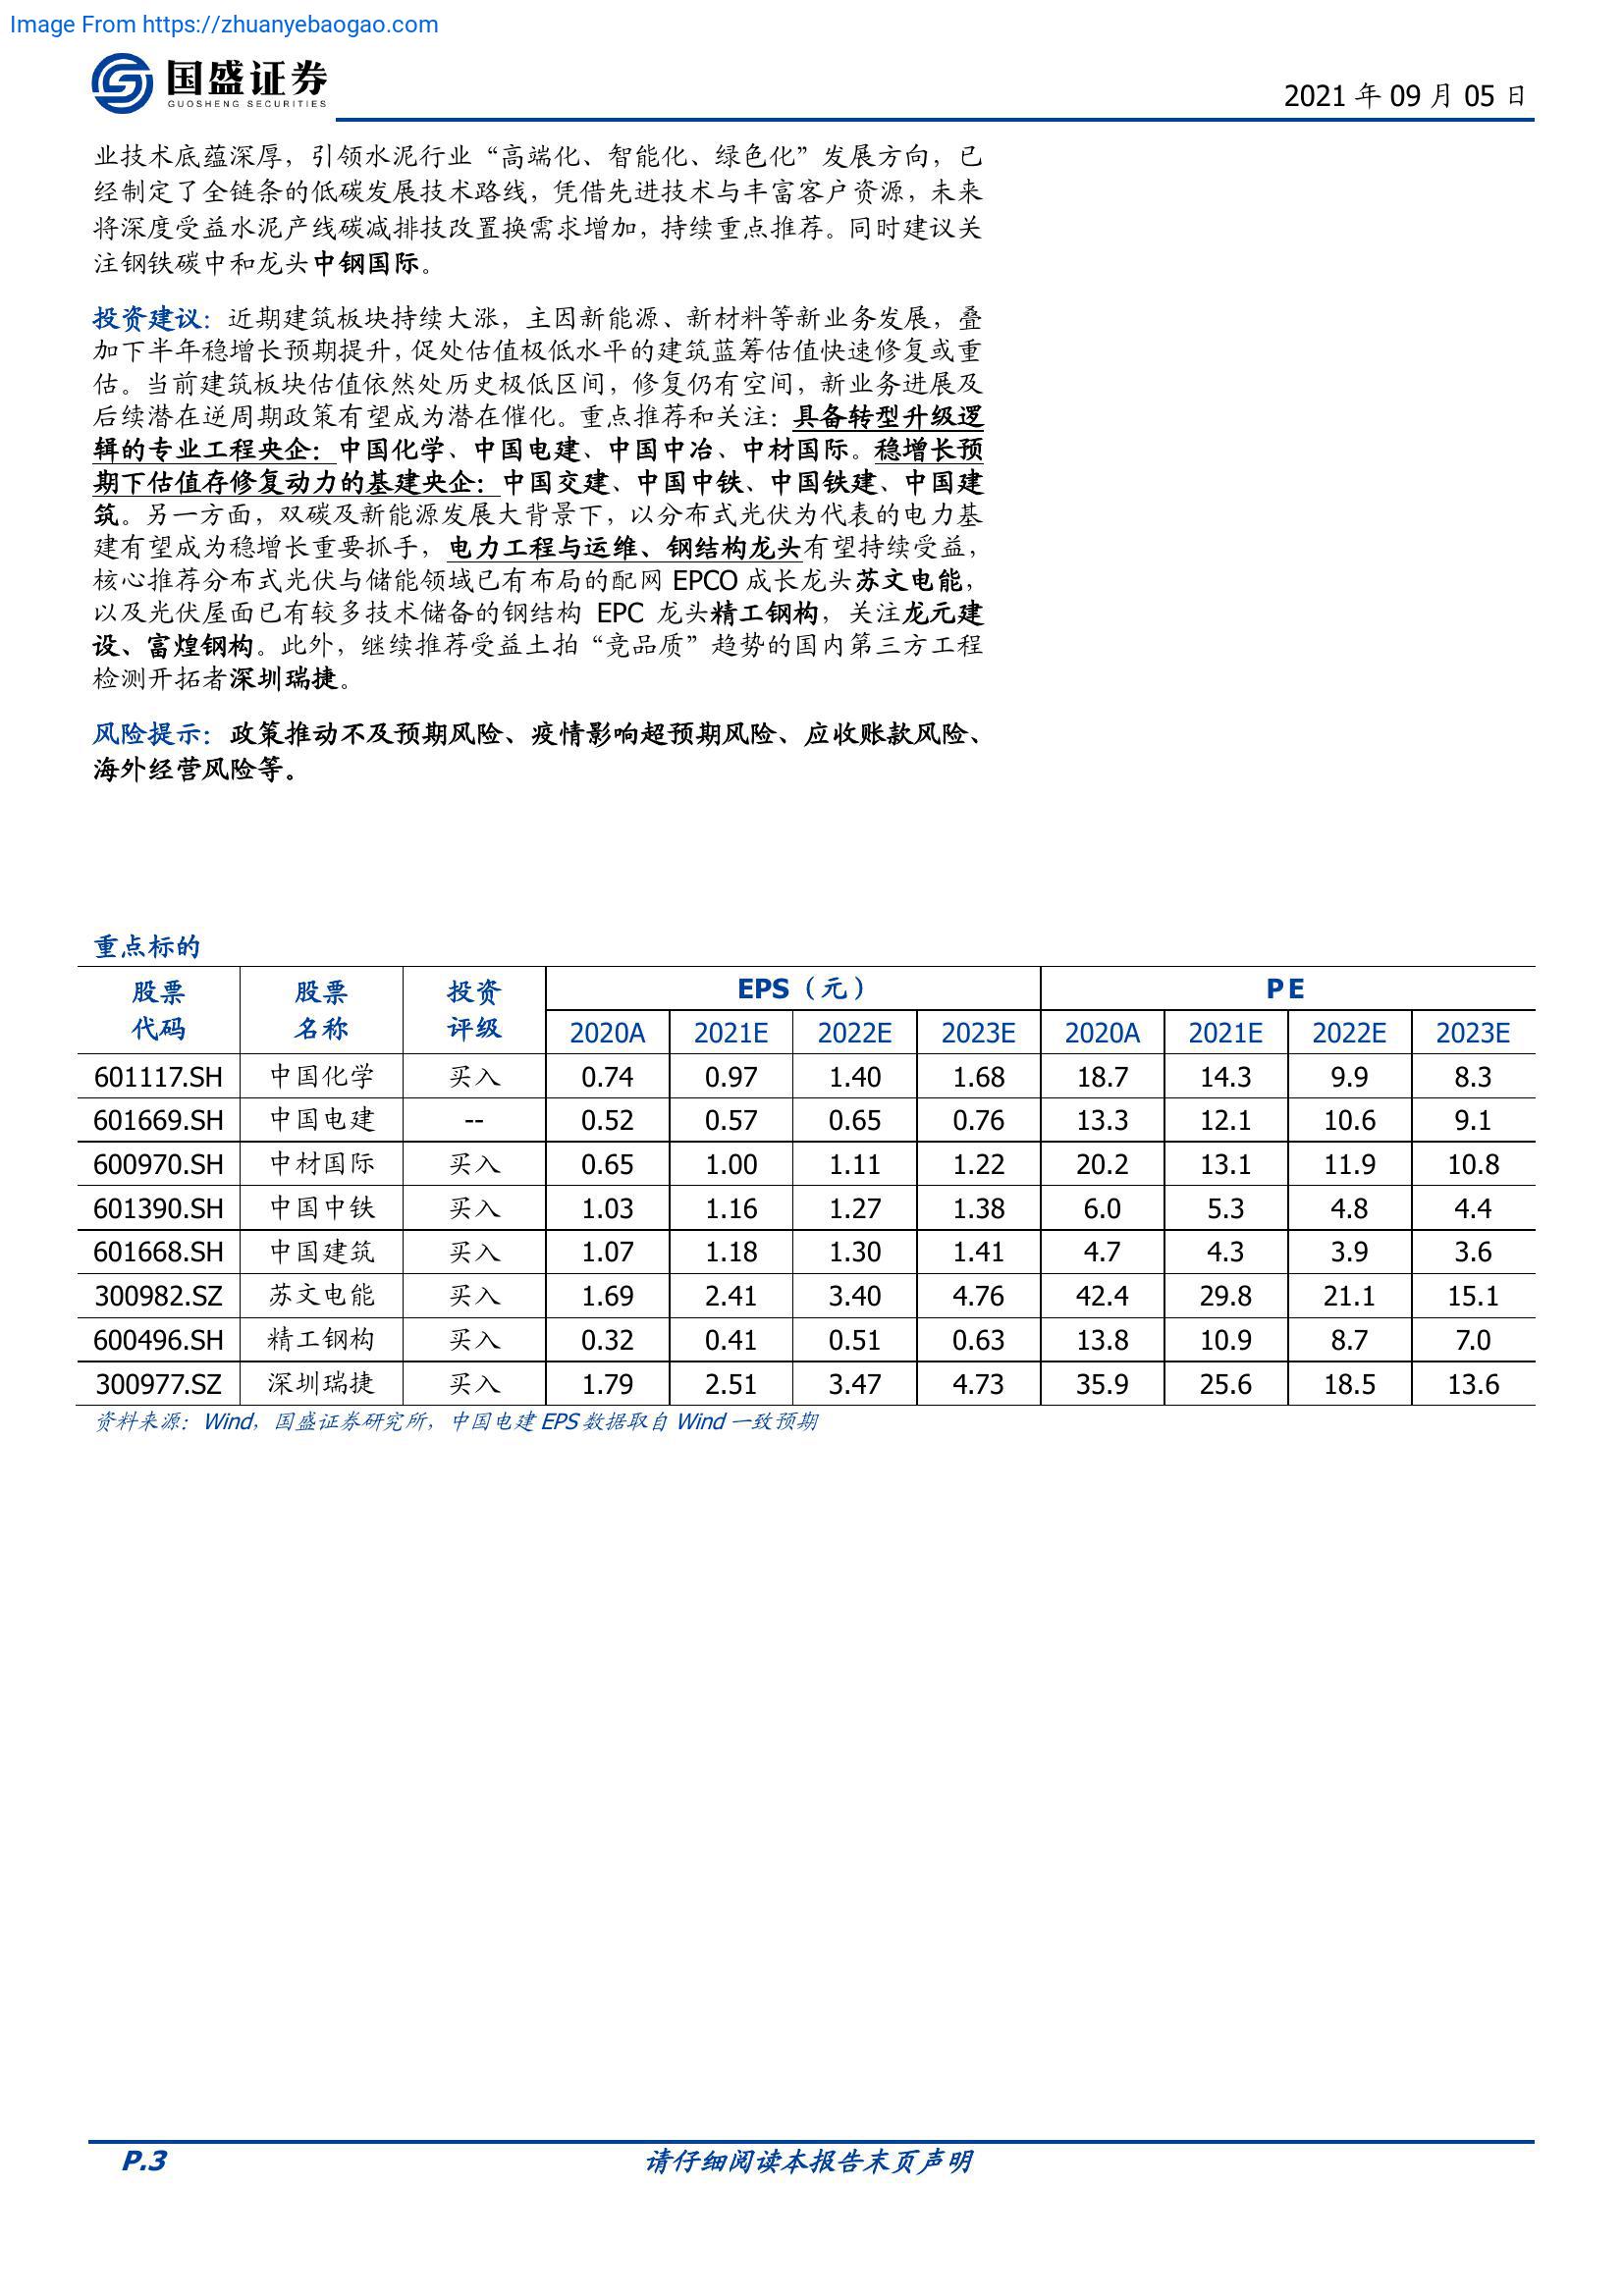 Image From https://zhuanyebaogao.com
国盛证券
GUOSHENG SECURITIES
2021 年 09 月 05 日
业技术底蕴深厚，引领水泥行业“高端化、智能化、绿色化”发展方向，已
经制定了全链条的低碳发展技术路线，凭借先进技术与丰富客户资源，未来
将深度受益水泥产线碳减排技改置换需求增加，持续重点推荐。同时建议关
注钢铁碳中和龙头中钢国际。
投资建议：近期建筑板块持续大涨，主因新能源、新材料等新业务发展，叠
加下半年稳增长预期提升，促处估值极低水平的建筑蓝筹估值快速修复或重
估。当前建筑板块估值依然处历史极低区间，修复仍有空间，新业务进展及
后续潜在逆周期政策有望成为潜在催化。重点推荐和关注：具备转型升级逻
辑的专业工程央企：中国化学、中国电建、中国中冶、中材国际。稳增长预
期下估值存修复动力的基建央企：中国交建、中国中铁、中国铁建、中国建
筑。另一方面，双碳及新能源发展大背景下，以分布式光伏为代表的电力基
建有望成为稳增长重要抓手，电力工程与运维、钢结构龙头有望持续受益，
核心推荐分布式光伏与储能领域已有布局的配网 EPCO 成长龙头苏文电能，
以及光伏屋面已有较多技术储备的钢结构 EPC 龙头精工钢构，关注龙元建
设、富煌钢构。此外，继续推荐受益土拍“竞品质”趋势的国内第三方工程
检测开拓者深圳瑞捷。
风险提示：政策推动不及预期风险、疫情影响超预期风险、应收账款风险、
海外经营风险等。
重点标的
股票 股票 投资 EPS（元） PE
代码 名称 评级 2020A 2021E 2022E 2023E 2020A 2021E 2022E 2023E
601117.SH 中国化学 买入 0.74 0.97 1.40 1.68 18.7 14.3 9.9 8.3
601669.SH 中国电建 -- 0.52 0.57 0.65 0.76 13.3 12.1 10.6 9.1
600970.SH 中材国际 买入 0.65 1.00 1.11 1.22 20.2 13.1 11.9 10.8
601390.SH 中国中铁 买入 1.03 1.16 1.27 1.38 6.0 5.3 4.8 4.4
601668.SH 中国建筑 买入 1.07 1.18 1.30 1.41 4.7 4.3 3.9 3.6
300982.SZ 苏文电能 买入 1.69 2.41 3.40 4.76 42.4 29.8 21.1 15.1
600496.SH 精工钢构 买入 0.32 0.41 0.51 0.63 13.8 10.9 8.7 7.0
300977.SZ 深圳瑞捷 买入 1.79 2.51 3.47 4.73 35.9 25.6 18.5 13.6
资料来源：Wind，国盛证券研究所，中国电建 EPS 数据取自 Wind 一致预期
P.3 请仔细阅读本报告末页声明